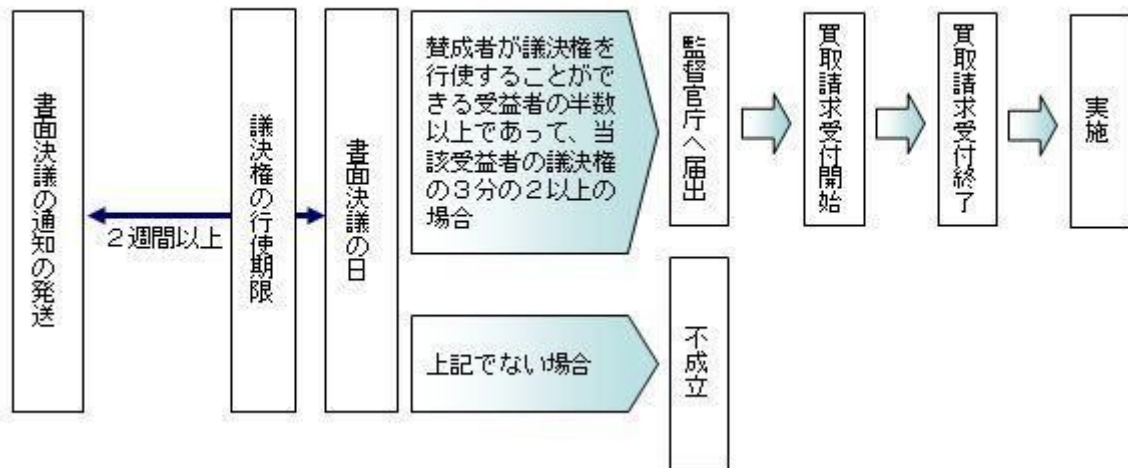 書面決議の通知の発送
２週間以上
議決権の行使期限
書面決議の日
賛成者が議決権を
行使することがで
きる受益者の半数
以上であって、当
該受益者の議決権
の３分の２以上の
場合
監督官庁へ届出
買取請求受付開始
買取請求受付終了
実施
上記でない場合
不成立